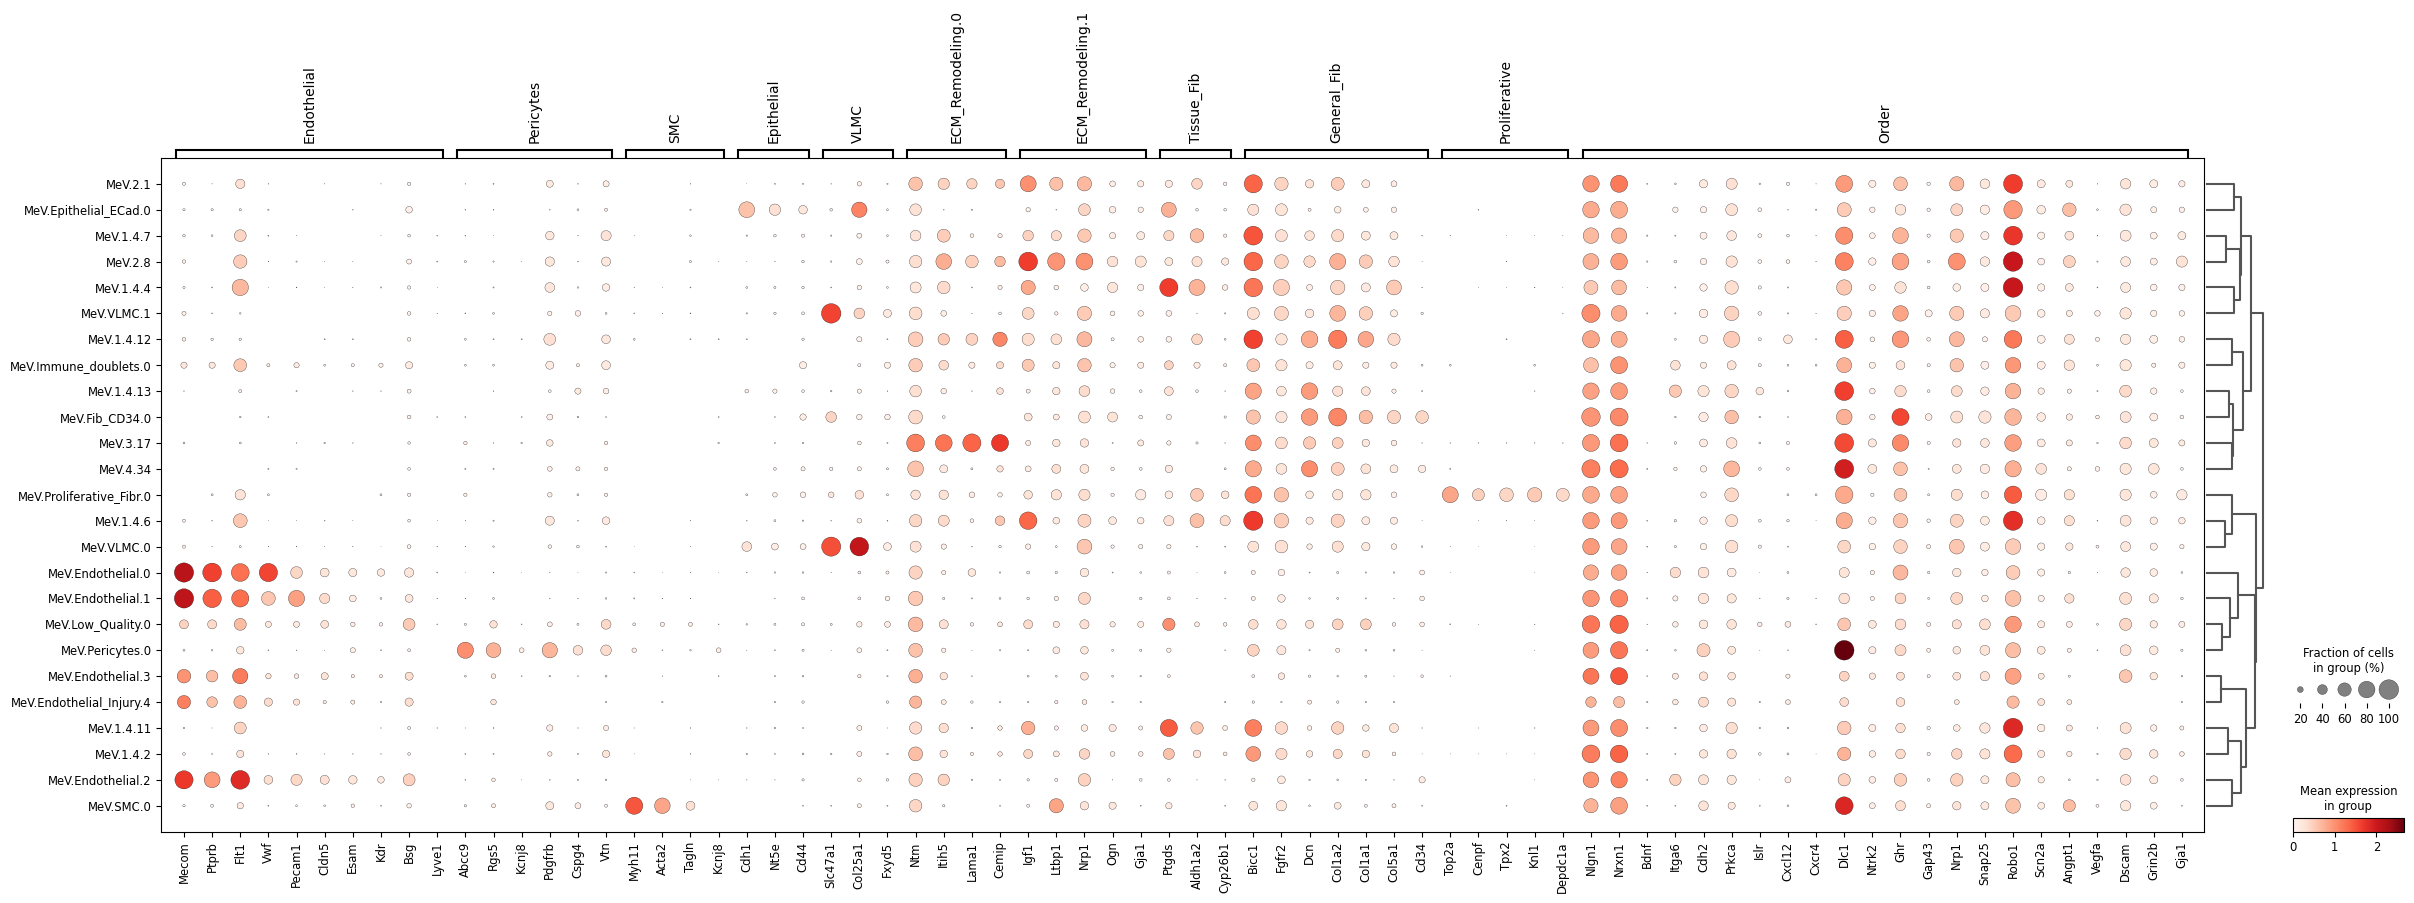 Endothelial
Pericytes
SMC
Epithelial
VLMC
ECM_Remodeling.0
ECM_Remodeling.1
Tissue_Fib
General_Fib
Proliferative
Order
MeV.2.1
MeV.Epithelial_ECad.0
MeV.1.4.7
MeV.2.8
MeV.1.4.4
MeV.VLMC.1
MeV.1.4.12
MeV.Immune_doublets.0
MeV.1.4.13
MeV.Fib_CD34.0
MeV.3.17
MeV.4.34
MeV.Proliferative_Fibr.0
MeV.1.4.6
MeV.VLMC.0
MeV.Endothelial.0
MeV.Endothelial.1
MeV.Low_Quality.0
MeV.Pericytes.0
MeV.Endothelial.3
MeV.Endothelial_Injury.4
MeV.1.4.11
MeV.1.4.2
MeV.Endothelial.2
MeV.SMC.0
Mecom
Ptprb
Flt1
Vwf
Pecam1
Cldn5
Esam
Kdr
Bsg
Lyve1
Abcc9
Rgs5
Kcnj8
Pdgfrb
Cspg4
Vtn
Myh11
Acta2
Tagln
Kcnj8
Cdh1
Nt5e
Cd44
Slc47a1
Col25a1
Fxyd5
Ntm
Itih5
Lama1
Cemip
Igf1
Ltbp1
Nrp1
Ogn
Gja1
Ptgds
Aldh1a2
Cyp26b1
Bicc1
Fgfr2
Dcn
Col1a2
Col1a1
Col5a1
Cd34
Top2a
Cenpf
Tpx2
Knl1
Depdc1a
Nlgn1
Nrxn1
Bdnf
Itga6
Cdh2
Prkca
Islr
Cxcl12
Cxcr4
Dlc1
Ntrk2
Ghr
Gap43
Nrp1
Snap25
Robo1
Scn2a
Angpt1
Vegfa
Dscam
Grin2b
Gja1
Fraction of cells
in group (%)
20 40 60 80 100
Mean expression
in group
0 1 2